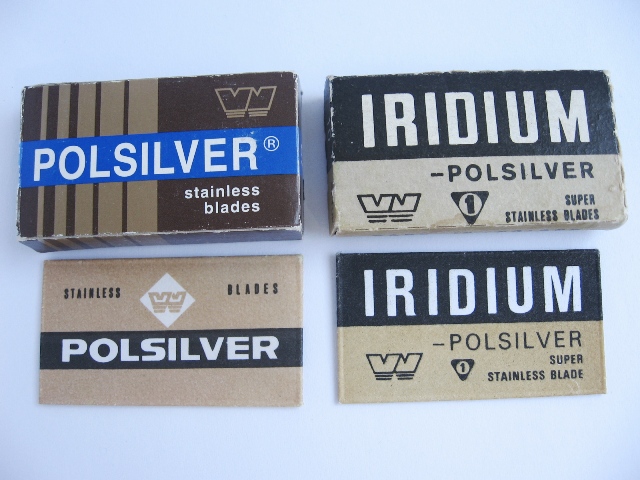 POLSILVER®
stainless
blades
IRIDIUM
-POLSILVER
1
SUPER
STAINLESS BLADES
STAINLESS BLADES
POLSILVER
IRIDIUM
-POLSILVER
1
SUPER
STAINLESS BLADE